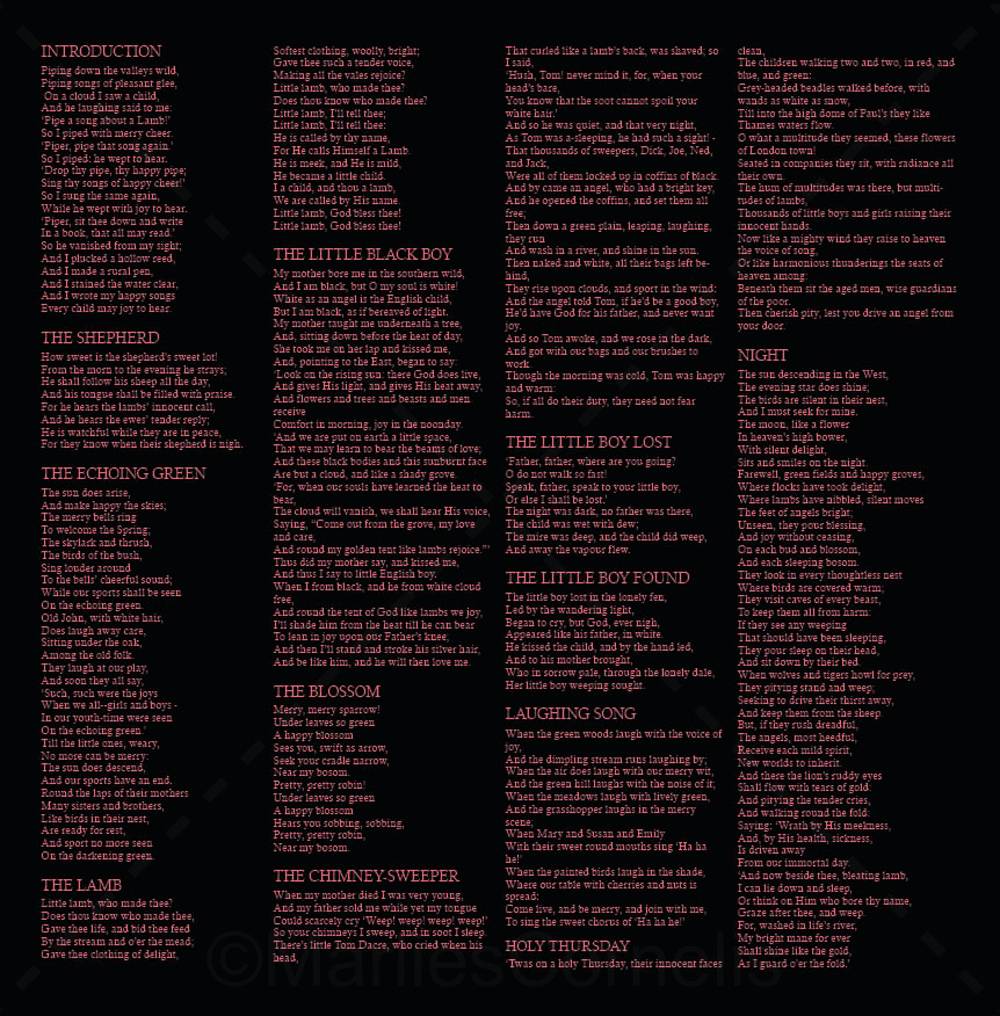 INTRODUCTION
Piping down the valleys wild,
Piping songs of pleasant glee,
On a cloud I saw a child,
And he laughing said to me:
‘Pipe a song about a Lamb!’
So I piped with merry cheer.
‘Piper, pipe that song again.’
So I piped: he wept to hear.
‘Drop thy pipe, thy happy pipe;
Sing thy songs of happy cheer!’
So I sung the same again,
While he wept with joy to hear.
‘Piper, sit thee down and write
In a book, that all may read.’
So he vanished from my sight;
And I plucked a hollow reed,
And I made a rural pen,
And I stained the water clear,
And I wrote my happy songs
Every child may joy to hear.
THE SHEPHERD
How sweet is the shepherd's sweet lot!
From the morn to the evening he strays;
He shall follow his sheep all the day,
And his tongue shall be filled with praise.
For he hears the lambs' innocent call,
And he hears the ewes' tender reply;
He is watchful while they are in peace,
For they know when their shepherd is nigh.
THE ECHOING GREEN
The sun does arise,
And make happy the skies;
The merry bells ring
To welcome the Spring;
The skylark and thrush,
The birds of the bush,
Sing louder around
To the bells' cheerful sound;
While our sports shall be seen
On the echoing green.
Old John, with white hair,
Does laugh away care,
Sitting under the oak,
Among the old folk.
They laugh at our play,
And soon they all say,
‘Such, such were the joys
When we all--girls and boys -
In our youth-time were seen
On the echoing green.’
Till the little ones, weary,
No more can be merry:
The sun does descend,
And our sports have an end.
Round the laps of their mothers
Many sisters and brothers,
Like birds in their nest,
Are ready for rest,
And sport no more seen
On the darkening green.
THE LAMB
Little lamb, who made thee?
Does thou know who made thee,
Gave thee life, and bid thee feed
By the stream and o'er the mead;
Gave thee clothing of delight,
Softest clothing, woolly, bright;
Gave thee such a tender voice,
Making all the vales rejoice?
Little lamb, who made thee?
Does thou know who made thee?
Little lamb, I'll tell thee;
Little lamb, I'll tell thee:
He is called by thy name,
For He calls Himself a Lamb.
He is meek, and He is mild,
He became a little child.
I a child, and thou a lamb,
We are called by His name.
Little lamb, God bless thee!
Little lamb, God bless thee!
THE LITTLE BLACK BOY
My mother bore me in the southern wild,
And I am black, but O my soul is white!
White as an angel is the English child,
But I am black, as if bereaved of light.
My mother taught me underneath a tree,
And, sitting down before the heat of day,
She took me on her lap and kissed me,
And, pointing to the East, began to say:
‘Look on the rising sun: there God does live,
And gives His light, and gives His heat away,
And flowers and trees and beasts and men
receive
Comfort in morning, joy in the noonday.
‘And we are put on earth a little space,
That we may learn to bear the beams of love;
And these black bodies and this sunburnt face
Are but a cloud, and like a shady grove.
‘For, when our souls have learned the heat to
bear,
The cloud will vanish, we shall hear His voice,
Saying, “Come out from the grove, my love
and care,
And round my golden tent like lambs rejoice.”’
Thus did my mother say, and kissed me,
And thus I say to little English boy.
When I from black, and he from white cloud
free,
And round the tent of God like lambs we joy,
I'll shade him from the heat till he can bear
To lean in joy upon our Father's knee;
And then I'll stand and stroke his silver hair,
And be like him, and he will then love me.
THE BLOSSOM
Merry, merry sparrow!
Under leaves so green
A happy blossom
Sees you, swift as arrow,
Seek your cradle narrow,
Near my bosom.
Pretty, pretty robin!
Under leaves so green
A happy blossom
Hears you sobbing, sobbing,
Pretty, pretty robin,
Near my bosom.
THE CHIMNEY-SWEEPER
When my mother died I was very young,
And my father sold me while yet my tongue
Could scarcely cry ‘Weep! weep! weep! weep!’
So your chimneys I sweep, and in soot I sleep.
There's little Tom Dacre, who cried when his
head,
That curled like a lamb's back, was shaved; so
I said,
‘Hush, Tom! never mind it, for, when your
head's bare,
You know that the soot cannot spoil your
white hair.’
And so he was quiet, and that very night,
As Tom was a-sleeping, he had such a sight! -
That thousands of sweepers, Dick, Joe, Ned,
and Jack,
Were all of them locked up in coffins of black.
And by came an angel, who had a bright key,
And he opened the coffins, and set them all
free;
Then down a green plain, leaping, laughing,
they run
And wash in a river, and shine in the sun.
Then naked and white, all their bags left be-
hind,
They rise upon clouds, and sport in the wind:
And the angel told Tom, if he'd be a good boy,
He'd have God for his father, and never want
joy.
And so Tom awoke, and we rose in the dark,
And got with our bags and our brushes to
work.
Though the morning was cold, Tom was happy
and warm:
So, if all do their duty, they need not fear
harm.
THE LITTLE BOY LOST
‘Father, father, where are you going?
O do not walk so fast!
Speak, father, speak to your little boy,
Or else I shall be lost.’
The night was dark, no father was there,
The child was wet with dew;
The mire was deep, and the child did weep,
And away the vapour flew.
THE LITTLE BOY FOUND
The little boy lost in the lonely fen,
Led by the wandering light,
Began to cry, but God, ever nigh,
Appeared like his father, in white.
He kissed the child, and by the hand led,
And to his mother brought,
Who in sorrow pale, through the lonely dale,
Her little boy weeping sought.
LAUGHING SONG
When the green woods laugh with the voice of
joy,
And the dimpling stream runs laughing by;
When the air does laugh with our merry wit,
And the green hill laughs with the noise of it;
When the meadows laugh with lively green,
And the grasshopper laughs in the merry
scene;
When Mary and Susan and Emily
With their sweet round mouths sing ‘Ha ha
he!’
When the painted birds laugh in the shade,
Where our table with cherries and nuts is
spread:
Come live, and be merry, and join with me,
To sing the sweet chorus of ‘Ha ha he!’
HOLY THURSDAY
‘Twas on a holy Thursday, their innocent faces
clean,
The children walking two and two, in red, and
blue, and green:
Grey-headed beadles walked before, with
wands as white as snow,
Till into the high dome of Paul's they like
Thames waters flow.
O what a multitude they seemed, these flowers
of London town!
Seated in companies they sit, with radiance all
their own.
The hum of multitudes was there, but multi-
tudes of lambs,
Thousands of little boys and girls raising their
innocent hands.
Now like a mighty wind they raise to heaven
the voice of song,
Or like harmonious thunderings the seats of
heaven among:
Beneath them sit the aged men, wise guardians
of the poor.
Then cherish pity, lest you drive an angel from
your door.
NIGHT
The sun descending in the West,
The evening star does shine;
The birds are silent in their nest,
And I must seek for mine.
The moon, like a flower
In heaven's high bower,
With silent delight,
Sits and smiles on the night.
Farewell, green fields and happy groves,
Where flocks have took delight,
Where lambs have nibbled, silent moves
The feet of angels bright;
Unseen, they pour blessing,
And joy without ceasing,
On each bud and blossom,
And each sleeping bosom.
They look in every thoughtless nest
Where birds are covered warm;
They visit caves of every beast,
To keep them all from harm:
If they see any weeping
That should have been sleeping,
They pour sleep on their head,
And sit down by their bed.
When wolves and tigers howl for prey,
They pitying stand and weep;
Seeking to drive their thirst away,
And keep them from the sheep.
But, if they rush dreadful,
The angels, most heedful,
Receive each mild spirit,
New worlds to inherit.
And there the lion's ruddy eyes
Shall flow with tears of gold:
And pitying the tender cries,
And walking round the fold:
Saying: ‘Wrath by His meekness,
And, by His health, sickness,
Is driven away
From our immortal day.
‘And now beside thee, bleating lamb,
I can lie down and sleep,
Or think on Him who bore thy name,
Graze after thee, and weep.
For, washed in life's river,
My bright mane for ever
Shall shine like the gold,
As I guard o'er the fold.’